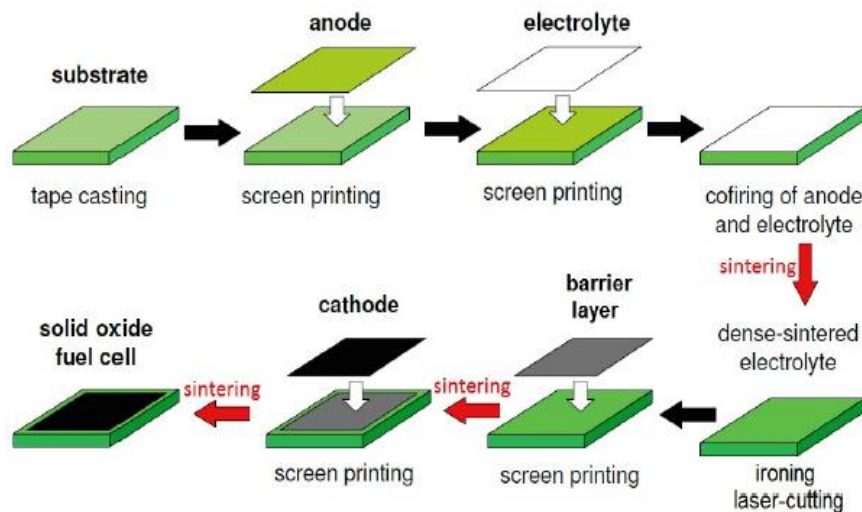 substrate
anode
electrolyte
tape casting
screen printing
screen printing
cofiring of anode
and electrolyte
sintering
dense-sintered
electrolyte
ironing
laser-cutting
barrier
layer
screen printing
sintering
cathode
screen printing
sintering
solid oxide
fuel cell